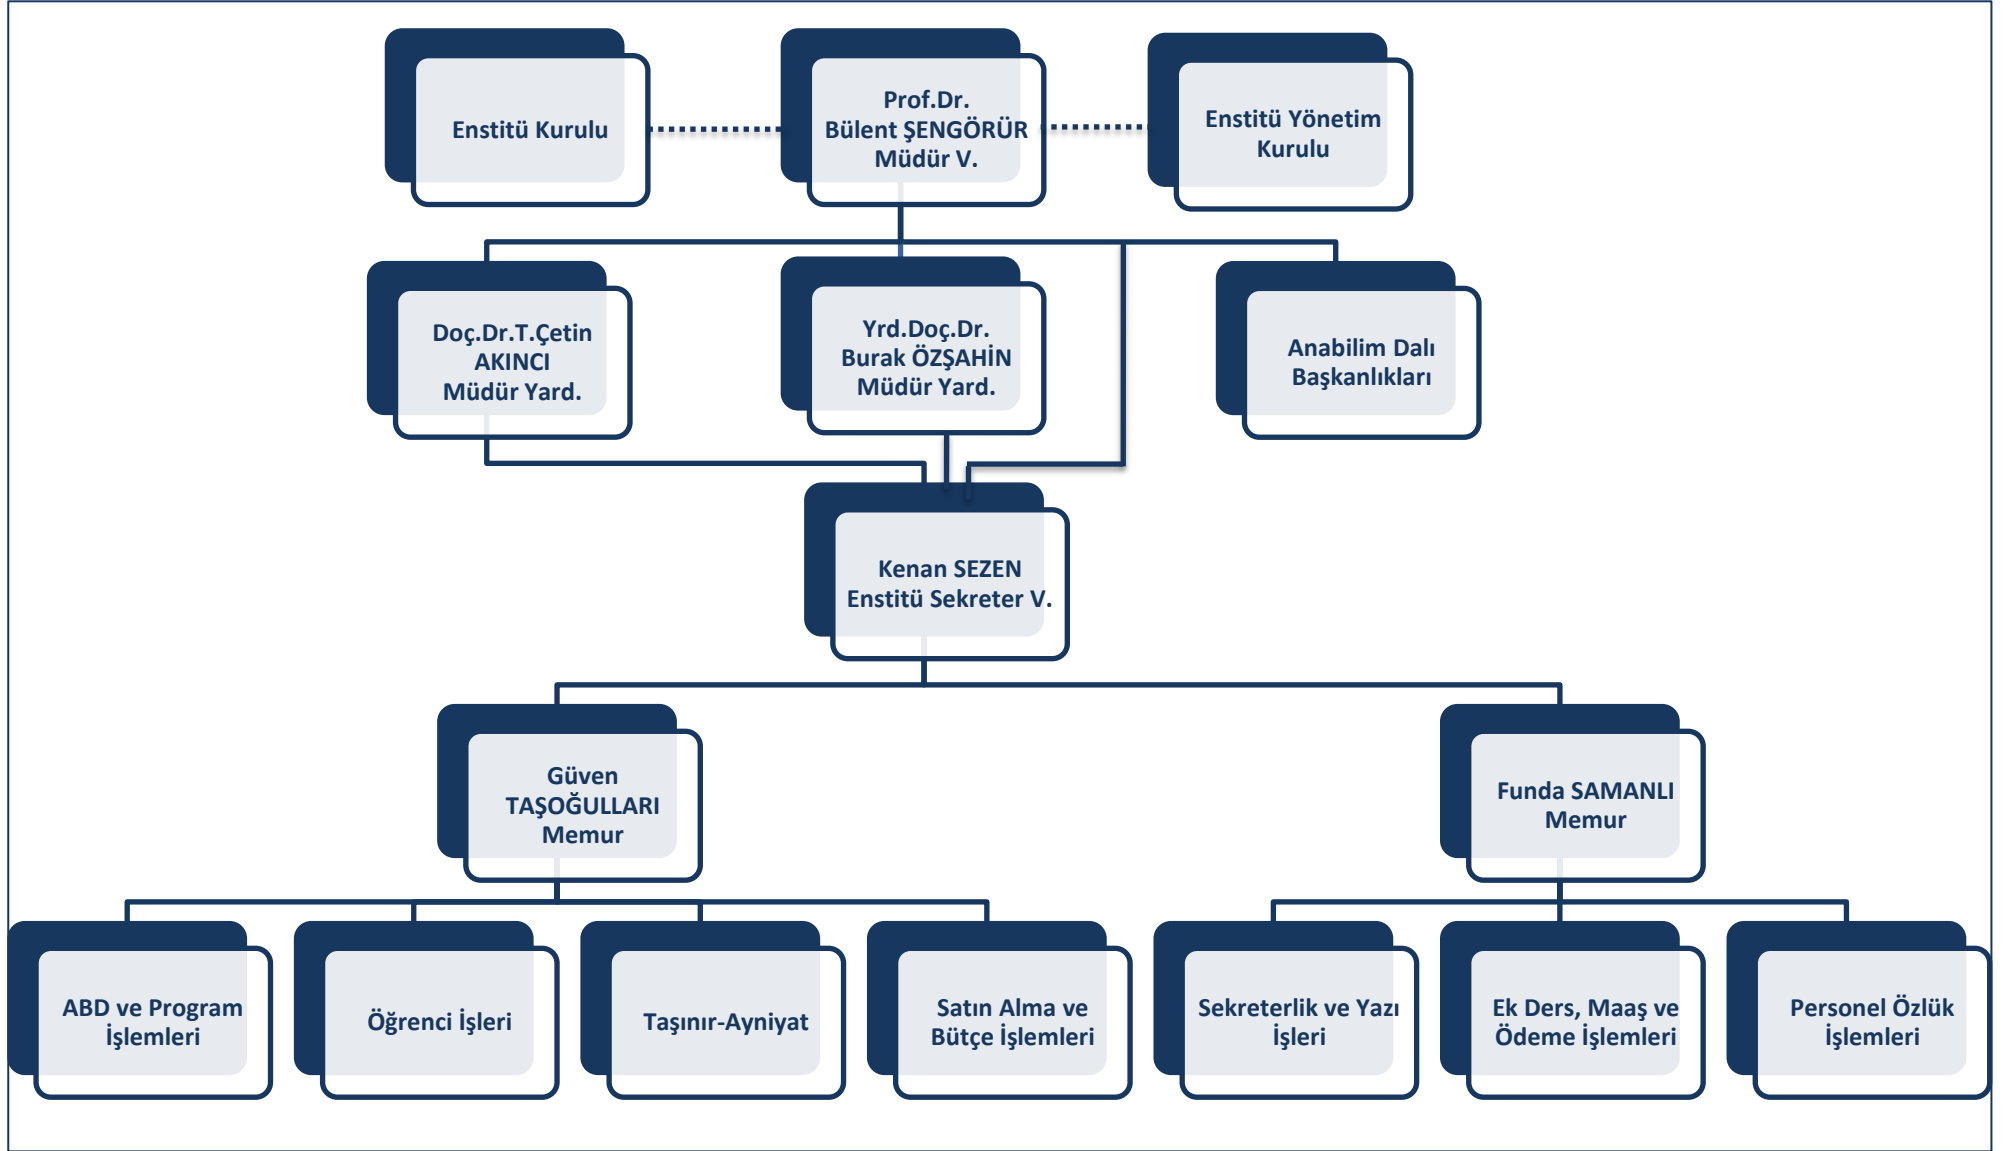 Enstitü Kurulu
Prof.Dr.
Bülent ŞENGÖRÜR
Müdür V.
Enstitü Yönetim
Kurulu
Doç.Dr.T.Çetin
AKINCI
Müdür Yard.
Yrd.Doç.Dr.
Burak ÖZŞAHİN
Müdür Yard.
Anabilim Dalı
Başkanlıkları
Kenan SEZEN
Enstitü Sekreter V.
Güven
TAŞOĞULLARI
Memur
Funda SAMANLI
Memur
ABD ve Program
İşlemleri
Öğrenci İşleri
Taşınır-Ayniyat
Satın Alma ve
Bütçe İşlemleri
Sekreterlik ve Yazı
İşleri
Ek Ders, Maaş ve
Ödeme İşlemleri
Personel Özlük
İşlemleri